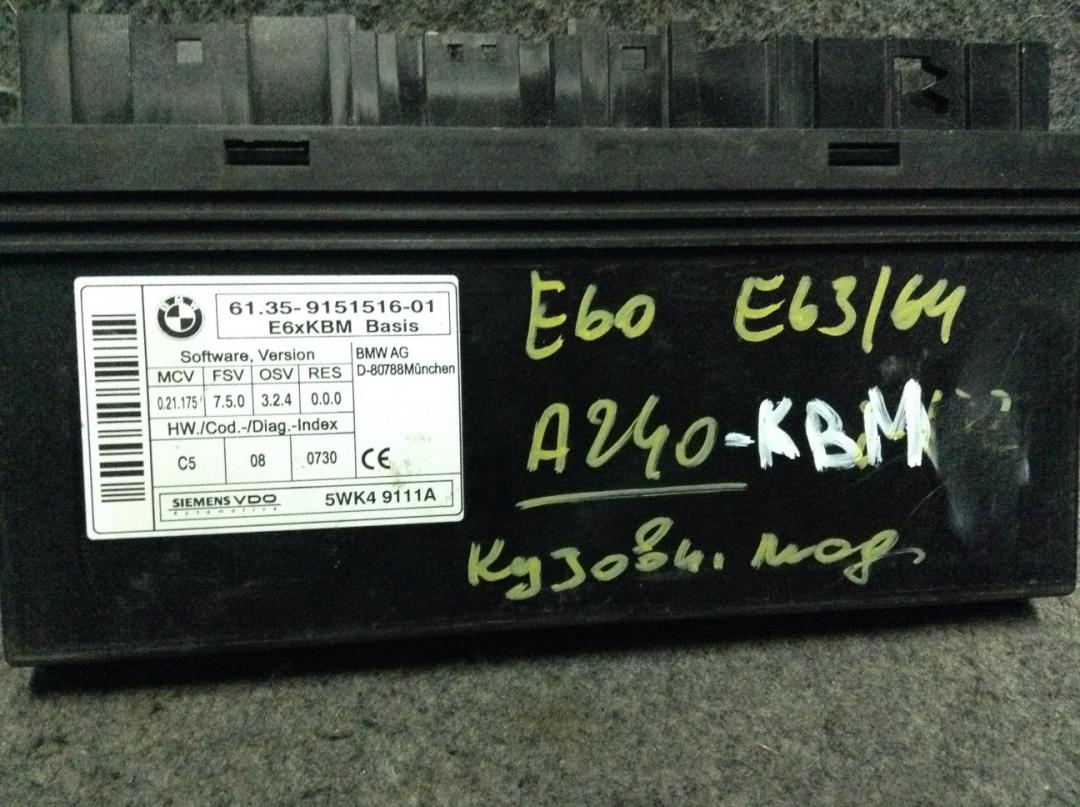 BMW
61.35-9151516-01
E6xKBM Basis
Software, Version
MCV FSV OSV RES
0.21.175 7.5.0 3.2.4 0.0.0
BMW AG
D-80788München
HW./Cod.-/Diag.-Index
C5 08 0730
CE
SIEMENS VDO
Automotive
5WK4 9111A
E60 E63/64
A240-KBM
Кузовн. мод.